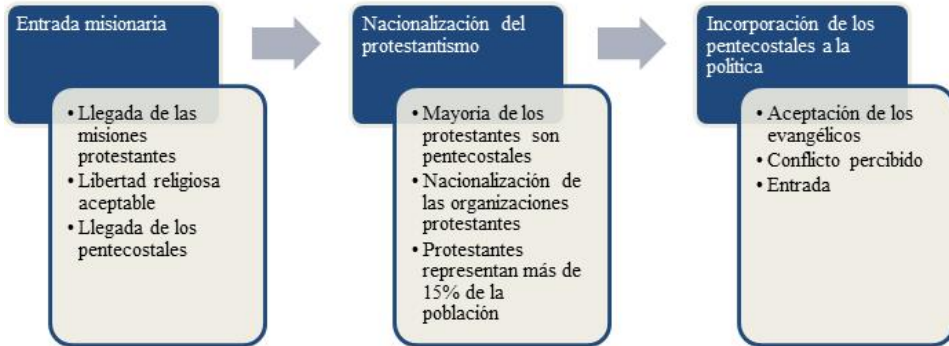 Entrada misionaria
• Llegada de las
misiones
protestantes
• Libertad religiosa
aceptable
• Llegada de los
pentecostales
Nacionalización del
protestantismo
• Mayoría de los
protestantes son
pentecostales
• Nacionalización de
las organizaciones
protestantes
• Protestantes
representan más de
15% de la
población
Incorporación de los
pentecostales a la
política
• Aceptación de los
evangélicos
• Conflicto percibido
• Entrada